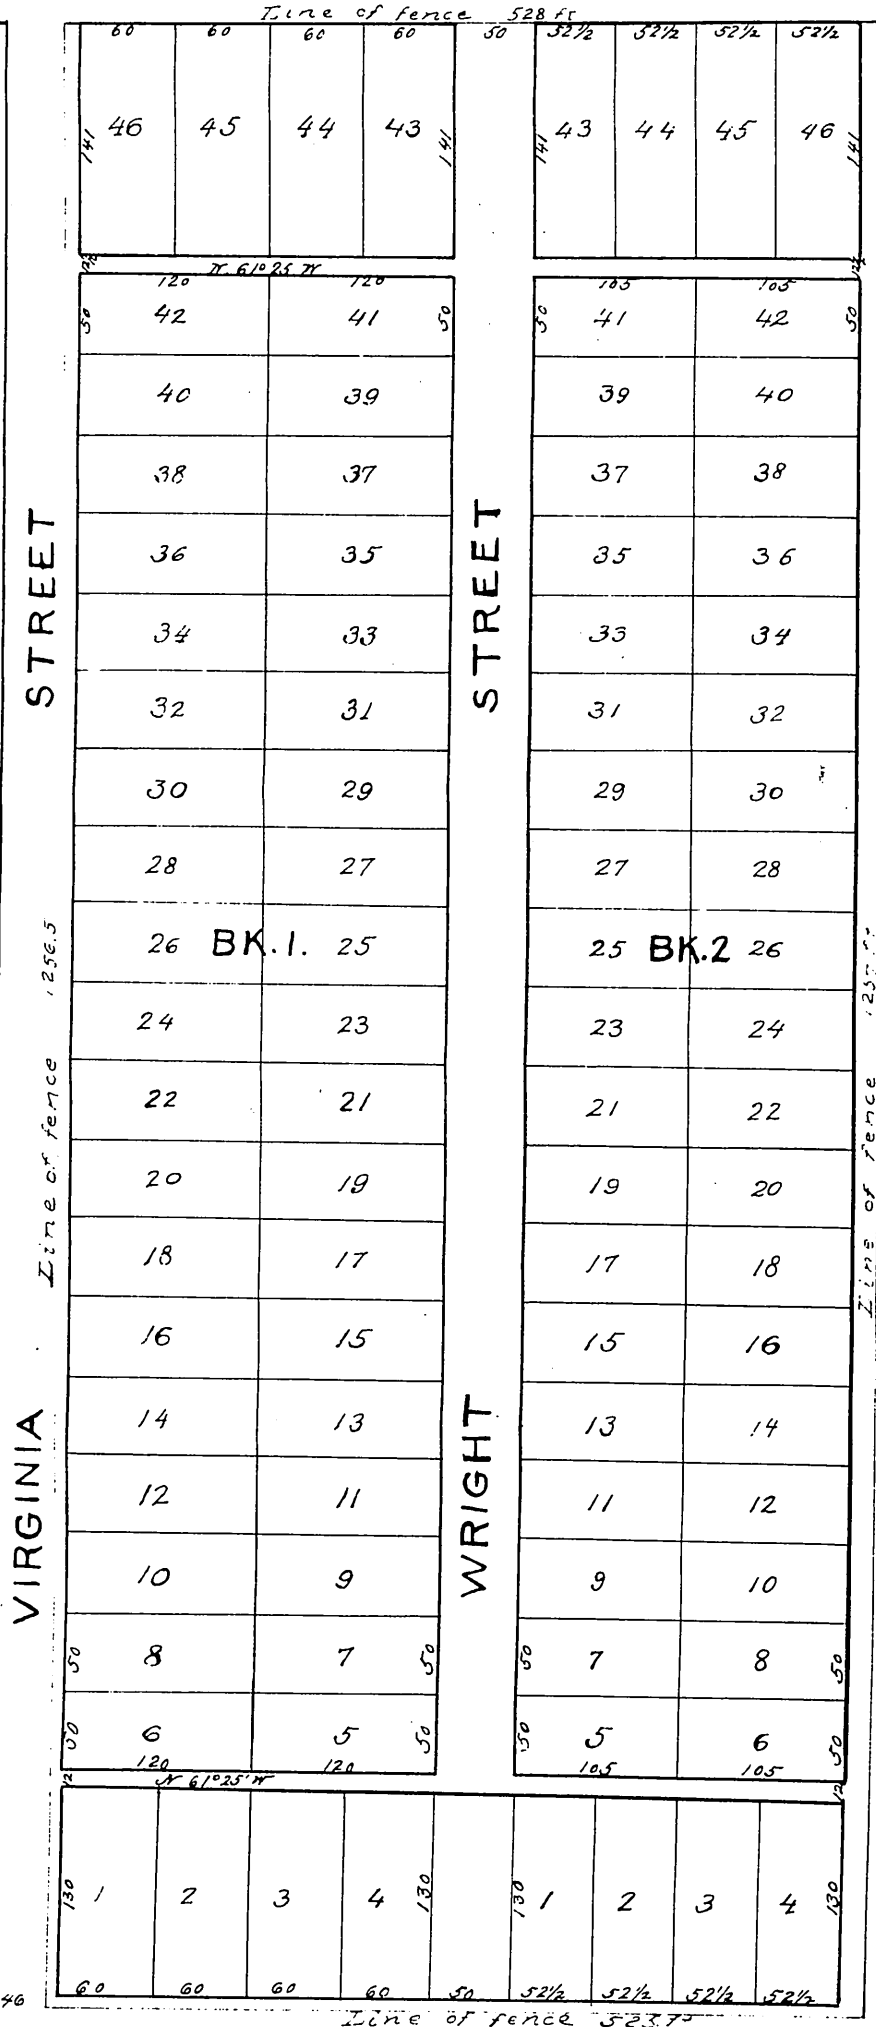 Line of fence 528 ft
60 60 60 60 50 52½ 52½ 52½ 52½
46 45 44 43 43 44 45 46
141 141 141 141
N. 61° 25 W
120 120 105 105
50 42 41 50 50 41 42 50
40 39 39 40
38 37 37 38
36 35 35 36
34 33 33 34
32 31 31 32
30 29 29 30
28 27 27 28
26 BK.1. 25 25 BK.2 26
24 23 23 24
22 21 21 22
20 19 19 20
18 17 17 18
16 15 15 16
14 13 13 14
12 11 11 12
10 9 9 10
50 8 7 50 50 7 8 50
50 6 5 50 50 5 6 50
120 120 105 105
N 61° 25' W
12 12
130 1 2 3 4 130 130 1 2 3 4 130
60 60 60 60 50 52½ 52½ 52½ 52½
Line of fence
VIRGINIA STREET
Line of fence 1256.5
WRIGHT STREET
Line of fence
46